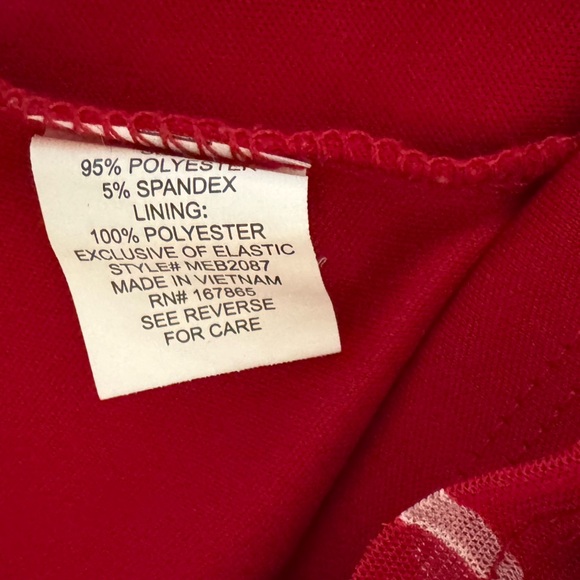 95% POLYESTER
5% SPANDEX
LINING:
100% POLYESTER
EXCLUSIVE OF ELASTIC
STYLE# MEB2087
MADE IN VIETNAM
RN# 167865
SEE REVERSE
FOR CARE